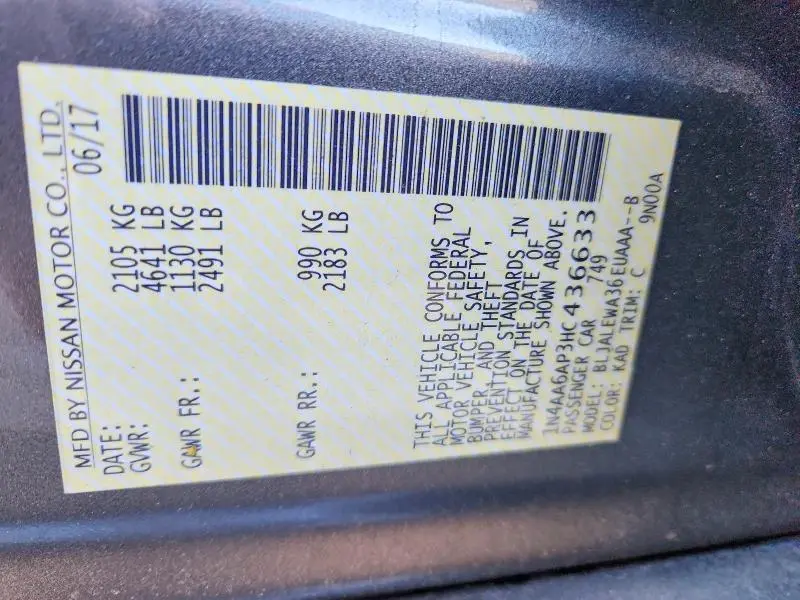 MFD BY NISSAN MOTOR CO., LTD.
DATE: 06/17
GVWR: 2105 KG
4641 LB
GAWR FR.: 1130 KG
2491 LB
GAWR RR.: 990 KG
2183 LB
THIS VEHICLE CONFORMS TO
ALL APPLICABLE FEDERAL
MOTOR VEHICLE SAFETY,
BUMPER, AND THEFT
PREVENTION STANDARDS IN
EFFECT ON THE DATE OF
MANUFACTURE SHOWN ABOVE.
1N4AA6AP3HC436633
PASSENGER CAR 749
MODEL: BLJALEWA36EUAAA--B
COLOR: KAD TRIM: C 9N00A